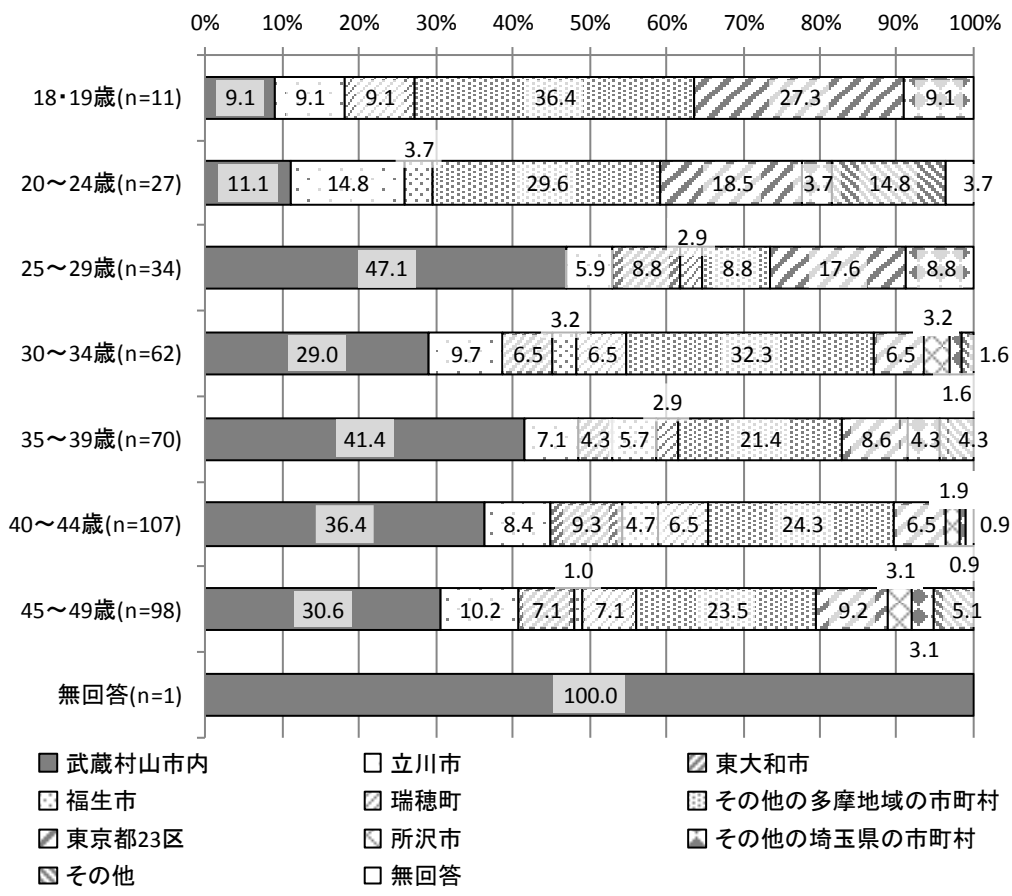 0% 10% 20% 30% 40% 50% 60% 70% 80% 90% 100%
18・19歳(n=11) 9.1 9.1 9.1 36.4 27.3 9.1
3.7
20～24歳(n=27) 11.1 14.8 29.6 18.5 3.7 14.8 3.7
2.9
25～29歳(n=34) 47.1 5.9 8.8 8.8 17.6 8.8
3.2 3.2
30～34歳(n=62) 29.0 9.7 6.5 6.5 32.3 6.5 1.6
2.9 1.6
35～39歳(n=70) 41.4 7.1 4.3 5.7 21.4 8.6 4.3 4.3
1.9
40～44歳(n=107) 36.4 8.4 9.3 4.7 6.5 24.3 6.5 0.9
1.0 3.1 0.9
45～49歳(n=98) 30.6 10.2 7.1 7.1 23.5 9.2 5.1
3.1
無回答(n=1) 100.0
武蔵村山市内 立川市 東大和市
福生市 瑞穂町 その他の多摩地域の市町村
東京都23区 所沢市 その他の埼玉県の市町村
その他 無回答